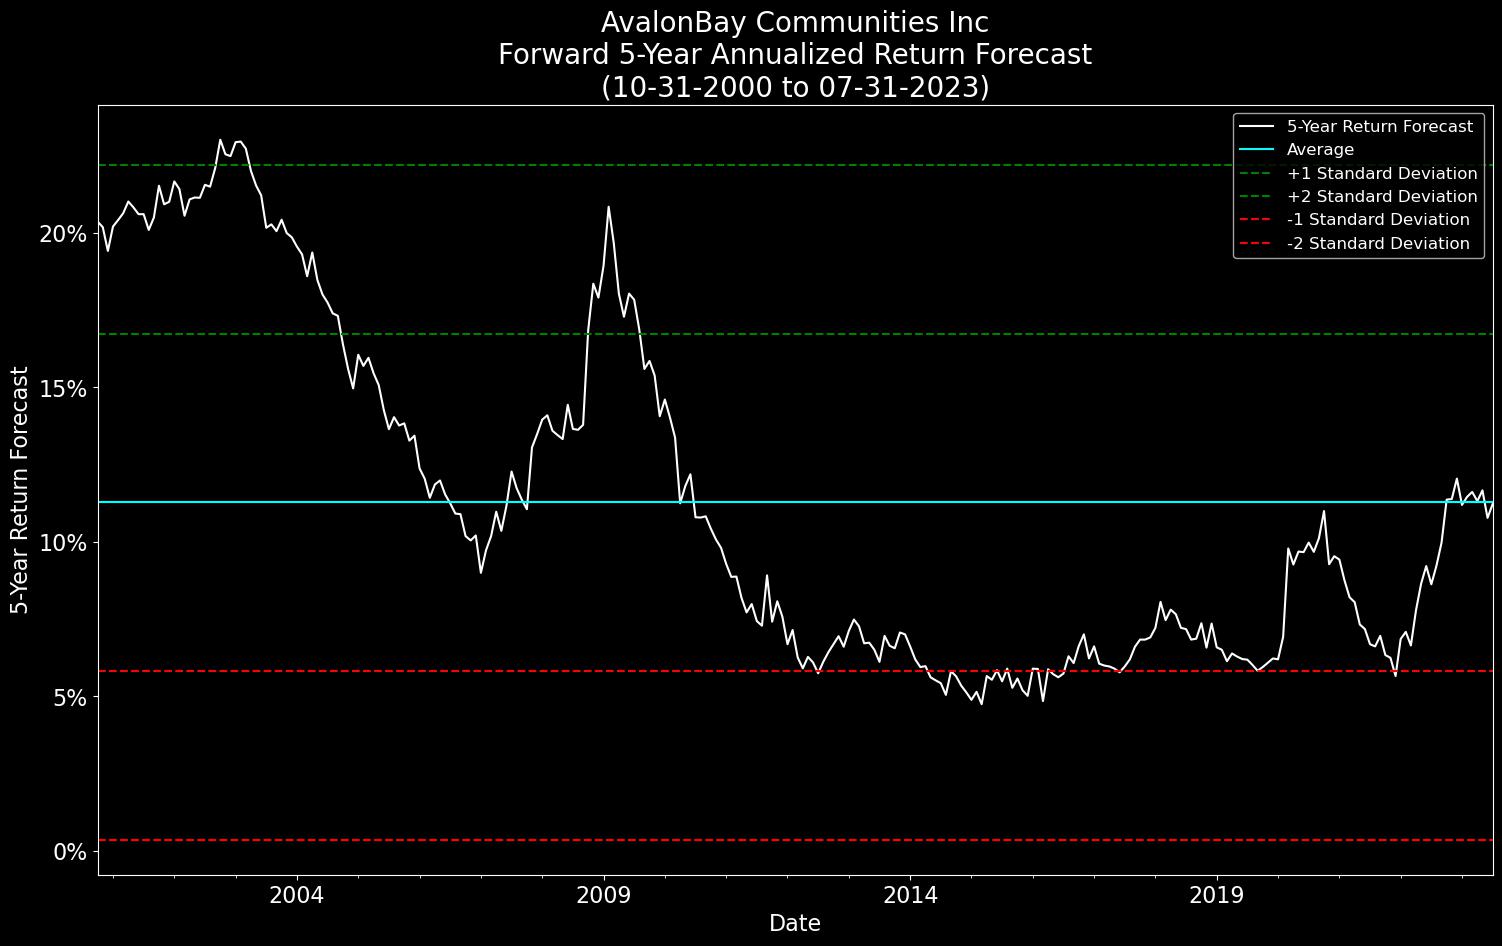 AvalonBay Communities Inc
Forward 5-Year Annualized Return Forecast
(10-31-2000 to 07-31-2023)
5-Year Return Forecast
Average
+1 Standard Deviation
+2 Standard Deviation
-1 Standard Deviation
-2 Standard Deviation
20%
15%
10%
5%
0%
5-Year Return Forecast
2004
2009
2014
2019
Date